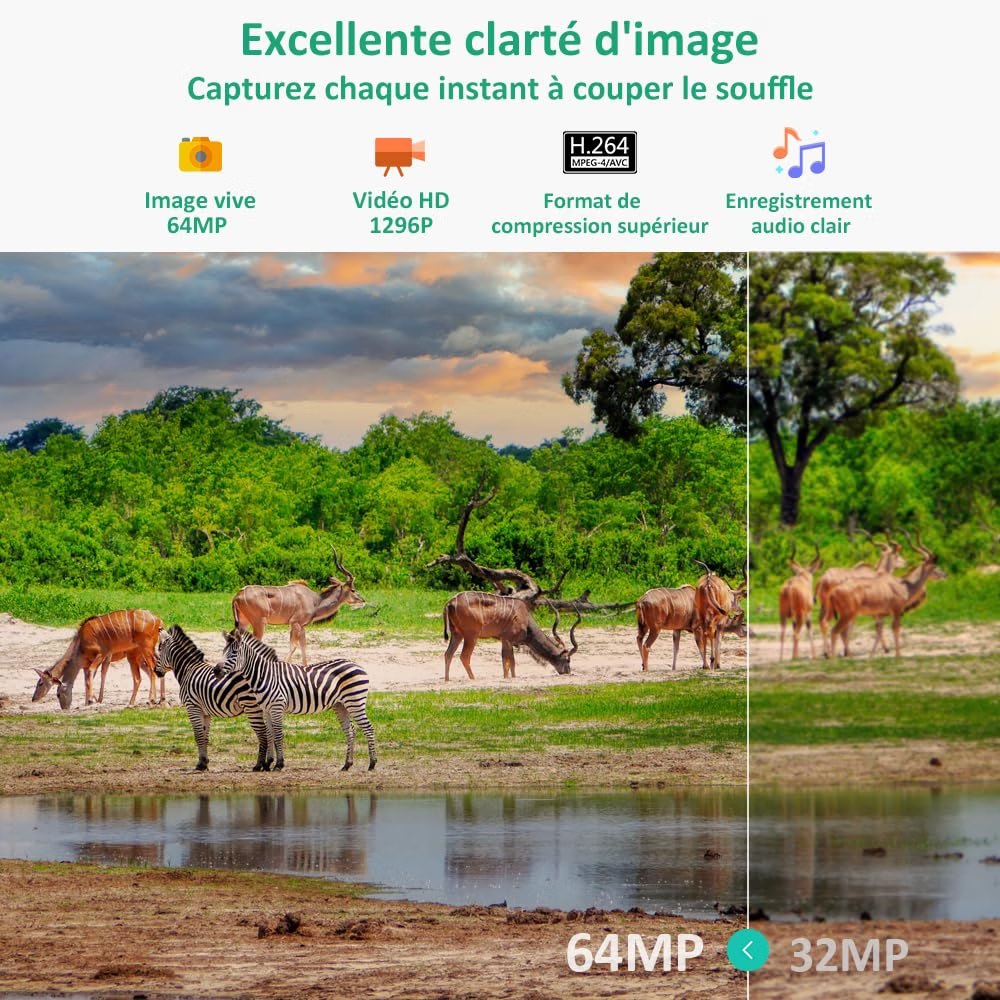 Excellente clarté d'image
Capturez chaque instant à couper le souffle
Image vive
64MP
Vidéo HD
1296P
H.264
MPEG-4/AVC
Format de
compression supérieur
Enregistrement
audio clair
64MP
32MP